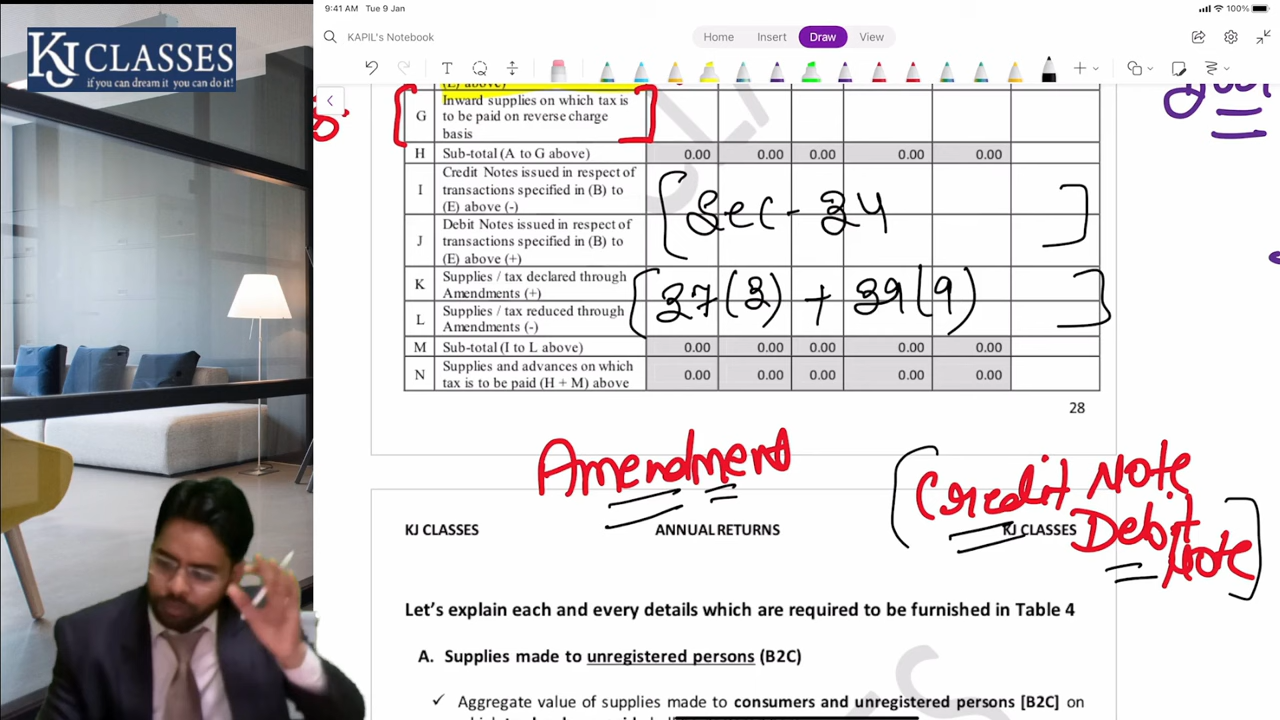 9:41 AM Tue 9 Jan
100%
KJ CLASSES
if you can dream it you can do it!
KAPIL's Notebook
Home Insert Draw View
(E) above)
G Inward supplies on which tax is
to be paid on reverse charge
basis
H Sub-total (A to G above) 0.00 0.00 0.00 0.00 0.00
I Credit Notes issued in respect of
transactions specified in (B) to
(E) above (-)
Sec - 34
J Debit Notes issued in respect of
transactions specified in (B) to
(E) above (+)
K Supplies / tax declared through
Amendments (+)
37(3) + 39(9)
L Supplies / tax reduced through
Amendments (-)
M Sub-total (I to L above) 0.00 0.00 0.00 0.00 0.00
N Supplies and advances on which
tax is to be paid (H + M) above 0.00 0.00 0.00 0.00 0.00
28
Amendment
Credit Note
Debit
Note
KJ CLASSES ANNUAL RETURNS KJ CLASSES
Let's explain each and every details which are required to be furnished in Table 4
A. Supplies made to unregistered persons (B2C)
✓ Aggregate value of supplies made to consumers and unregistered persons [B2C] on